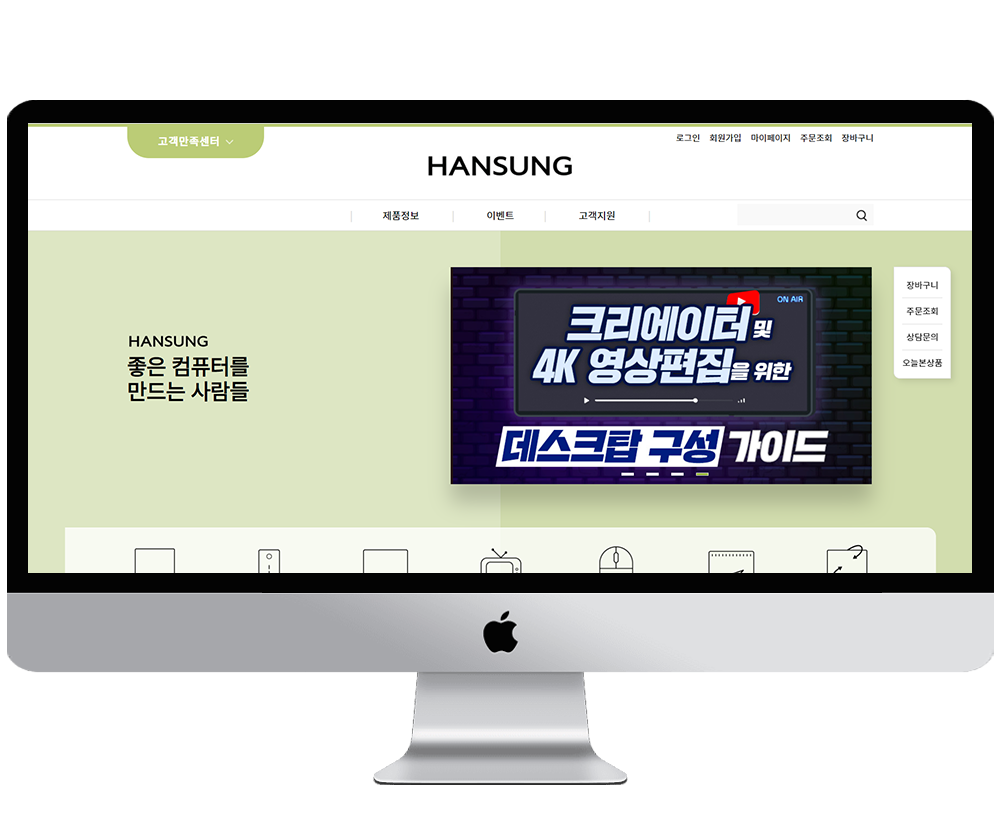 고객만족센터
로그인 회원가입 마이페이지 주문조회 장바구니
HANSUNG
제품정보 이벤트 고객지원
HANSUNG
좋은 컴퓨터를
만드는 사람들
ON AIR
크리에이터 및
4K 영상편집을 위한
데스크탑 구성 가이드
장바구니
주문조회
상담문의
오늘본상품